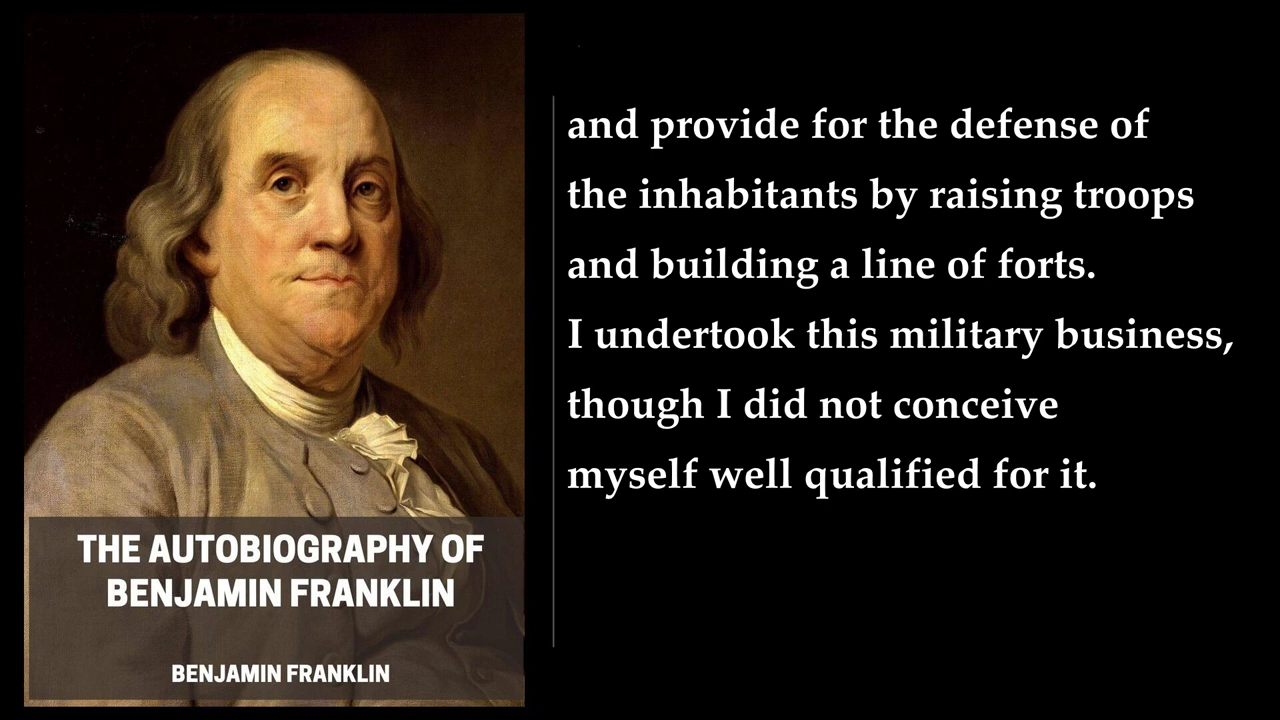 THE AUTOBIOGRAPHY OF
BENJAMIN FRANKLIN
BENJAMIN FRANKLIN
and provide for the defense of
the inhabitants by raising troops
and building a line of forts.
I undertook this military business,
though I did not conceive
myself well qualified for it.